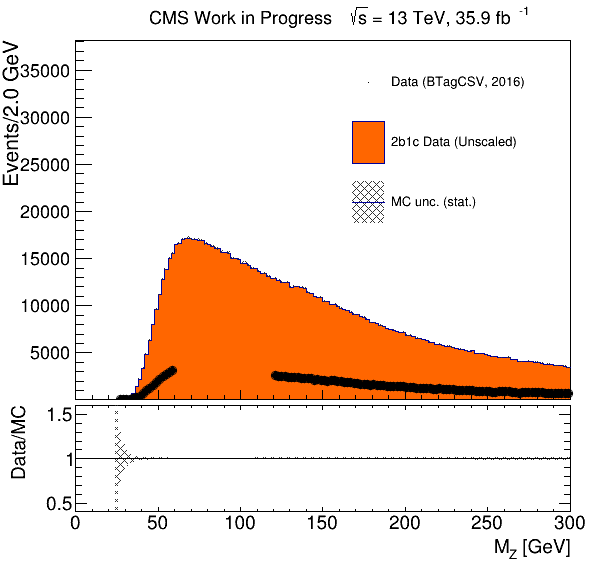 CMS Work in Progress √s = 13 TeV, 35.9 fb -1
Events/2.0 GeV
35000
30000
25000
20000
15000
10000
5000
Data (BTagCSV, 2016)
2b1c Data (Unscaled)
MC unc. (stat.)
Data/MC
1.5
1
0.5
0 50 100 150 200 250 300
M_Z [GeV]